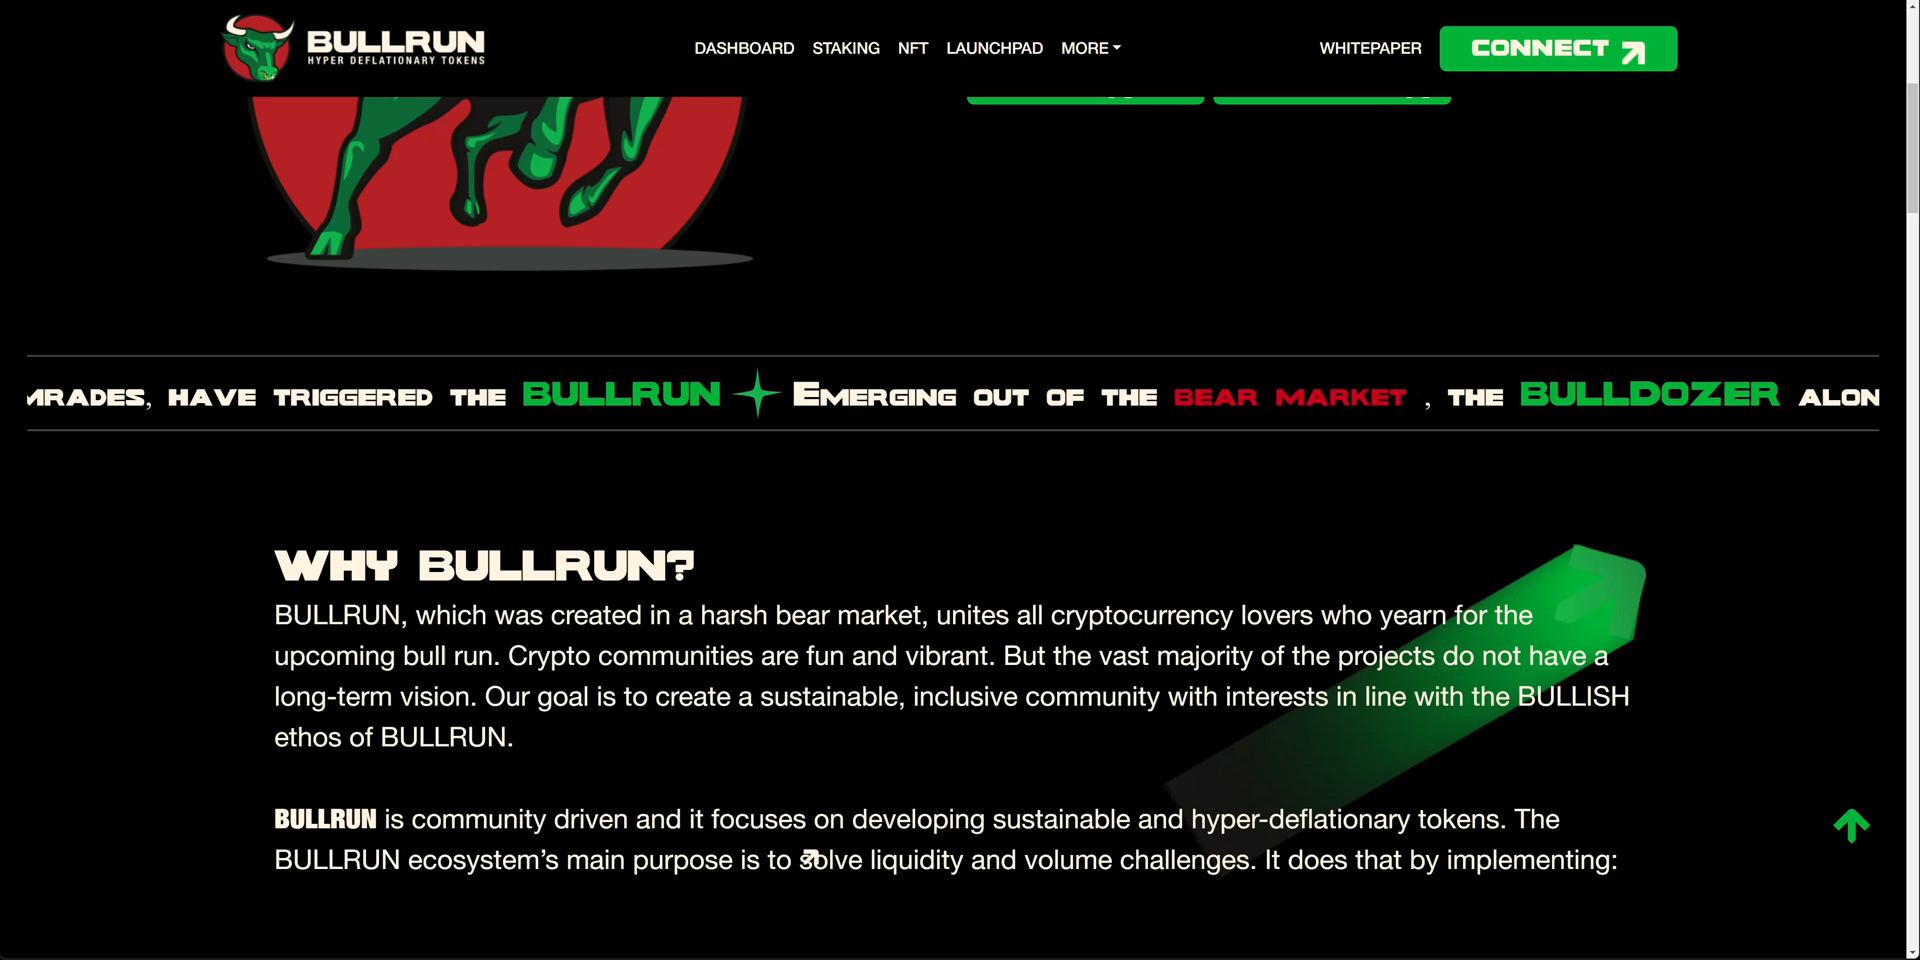 BULLRUN
HYPER DEFLATIONARY TOKENS
DASHBOARD STAKING NFT LAUNCHPAD MORE
WHITEPAPER CONNECT
HAVE TRIGGERED THE BULLRUN EMERGING OUT OF THE BEAR MARKET , THE BULLDOZER
WHY BULLRUN?
BULLRUN, which was created in a harsh bear market, unites all cryptocurrency lovers who yearn for the
upcoming bull run. Crypto communities are fun and vibrant. But the vast majority of the projects do not have a
long-term vision. Our goal is to create a sustainable, inclusive community with interests in line with the BULLISH
ethos of BULLRUN.
BULLRUN is community driven and it focuses on developing sustainable and hyper-deflationary tokens. The
BULLRUN ecosystem’s main purpose is to solve liquidity and volume challenges. It does that by implementing: